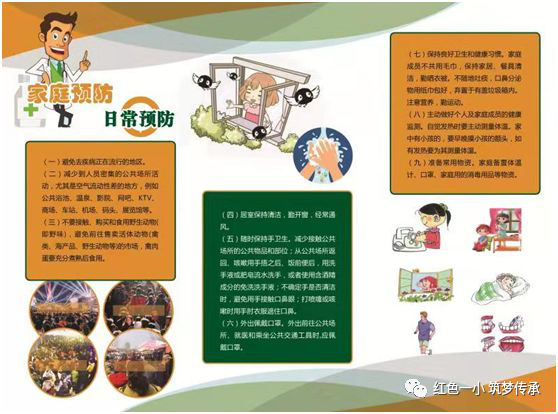 家庭预防
日常预防
（一）避免去疾病正在流行的地区。
（二）减少到人员密集的公共场所活
动，尤其是空气流动性差的地方，例如
公共浴池、温泉、影院、网吧、KTV、
商场、车站、机场、码头、展览馆等。
（三）不要接触、购买和食用野生动物(
即野味)，避免前往售卖活体动物(禽
类、海产品、野生动物等)的市场，禽肉
蛋要充分煮熟后食用。
（四）居室保持清洁，勤开窗，经常通
风。
（五）随时保持手卫生。减少接触公共
场所的公共物品和部位；从公共场所返
回、咳嗽用手捂之后、饭前便后，用洗
手液或肥皂流水洗手，或者使用含酒精
成分的免洗洗手液；不确定手是否清洁
时，避免用手接触口鼻眼；打喷嚏或咳
嗽时用手肘衣服遮住口鼻。
（六）外出佩戴口罩。外出前往公共场
所、就医和乘坐公共交通工具时,应佩
戴口罩。
（七）保持良好卫生和健康习惯。家庭
成员不共用毛巾，保持家居、餐具清
洁，勤晒衣被。不随地吐痰，口鼻分泌
物用纸巾包好，弃置于有盖垃圾箱内。
注意营养，勤运动。
（八）主动做好个人及家庭成员的健康
监测。自觉发热时要主动测量体温。家
中有小孩的，要早晚摸小孩的额头，如
有发热要为其测量体温。
（九）准备常用物资。家庭备置体温
计、口罩、家庭用的消毒用品等物资。
红色一小 筑梦传承